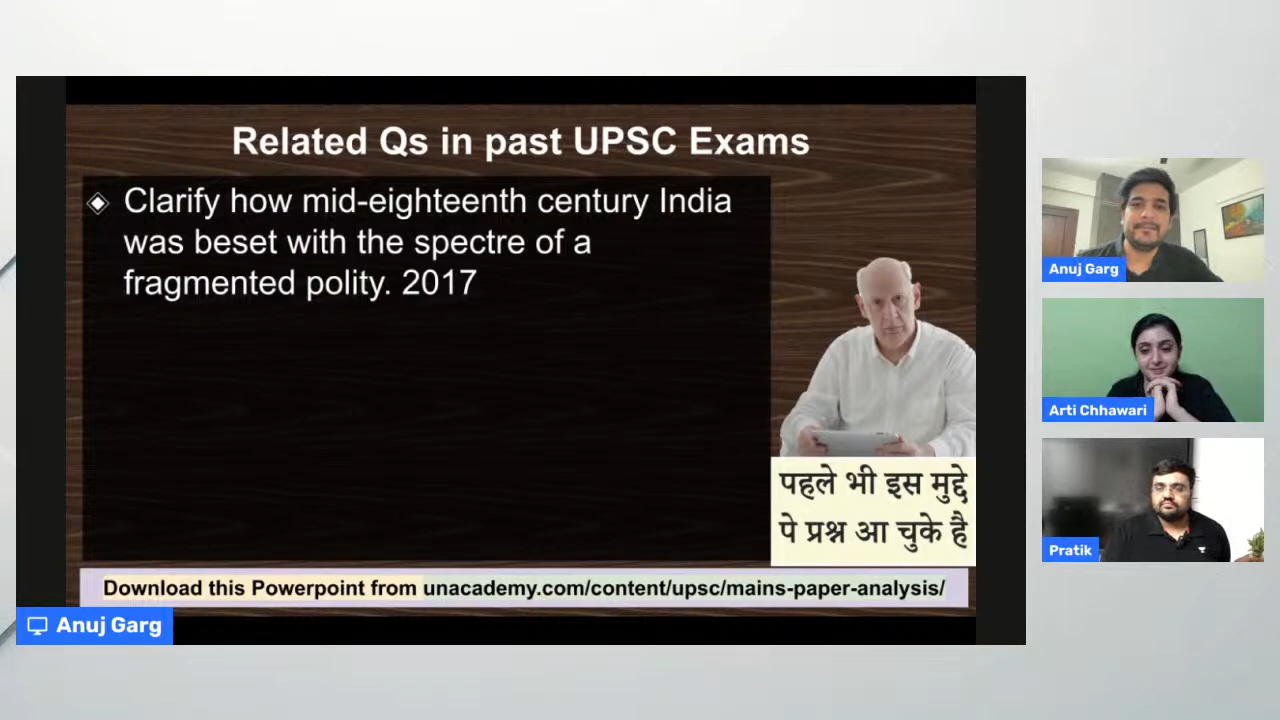 Related Qs in past UPSC Exams
Clarify how mid-eighteenth century India
was beset with the spectre of a
fragmented polity. 2017
पहले भी इस मुद्दे
पे प्रश्न आ चुके है
Download this Powerpoint from unacademy.com/content/upsc/mains-paper-analysis/
Anuj Garg
Anuj Garg
Arti Chhawari
Pratik